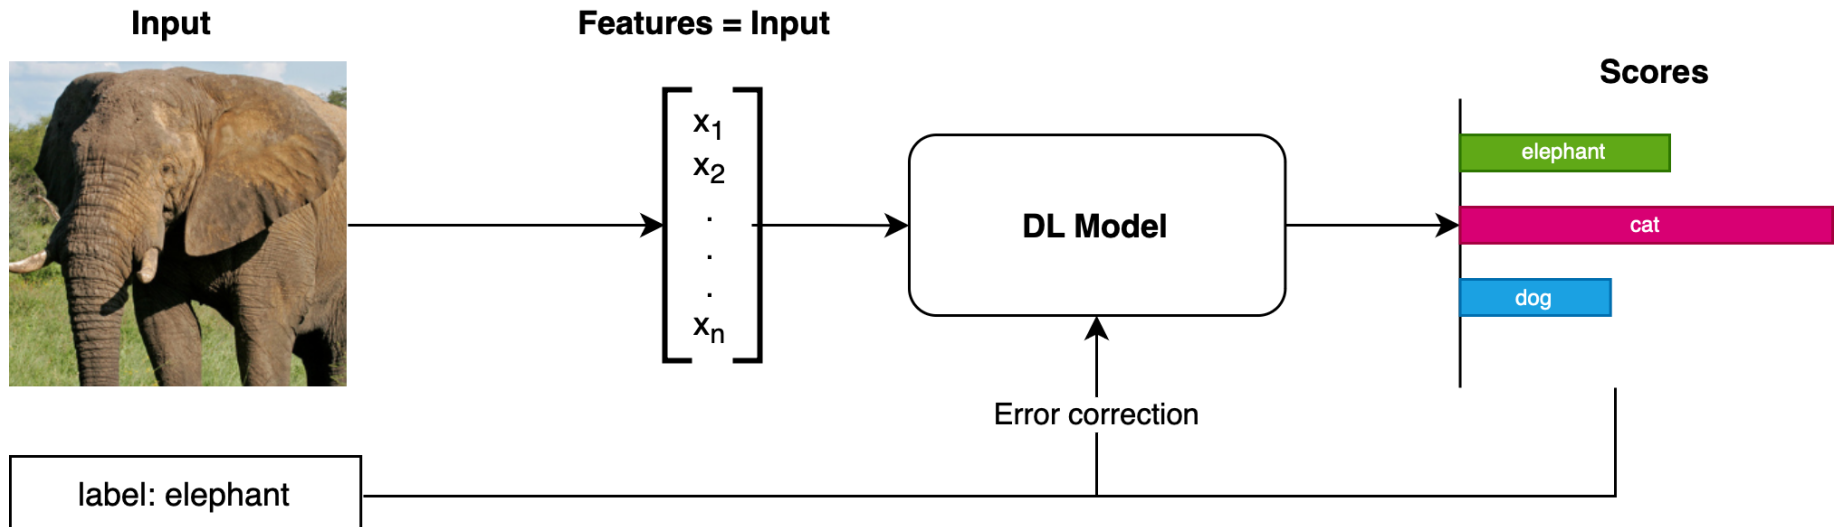 Input
Features = Input
Scores
x₁
x₂
.
.
.
xₙ
DL Model
elephant
cat
dog
Error correction
label: elephant